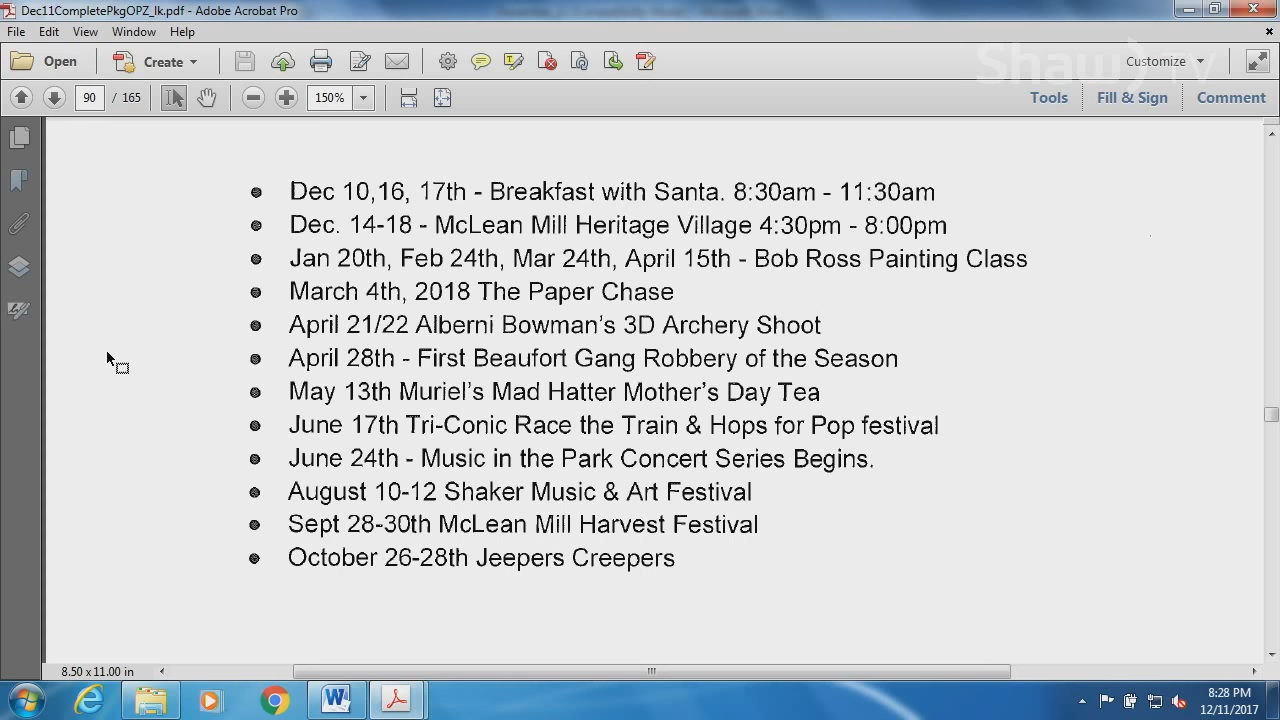 Dec11CompletePkgOPZ_lk.pdf - Adobe Acrobat Pro
File Edit View Window Help
Open Create Customize
90 / 165 150% Tools Fill & Sign Comment
Shaw TV
• Dec 10,16, 17th - Breakfast with Santa. 8:30am - 11:30am
• Dec. 14-18 - McLean Mill Heritage Village 4:30pm - 8:00pm
• Jan 20th, Feb 24th, Mar 24th, April 15th - Bob Ross Painting Class
• March 4th, 2018 The Paper Chase
• April 21/22 Alberni Bowman's 3D Archery Shoot
• April 28th - First Beaufort Gang Robbery of the Season
• May 13th Muriel's Mad Hatter Mother's Day Tea
• June 17th Tri-Conic Race the Train & Hops for Pop festival
• June 24th - Music in the Park Concert Series Begins.
• August 10-12 Shaker Music & Art Festival
• Sept 28-30th McLean Mill Harvest Festival
• October 26-28th Jeepers Creepers
8.50 x 11.00 in
8:28 PM
12/11/2017